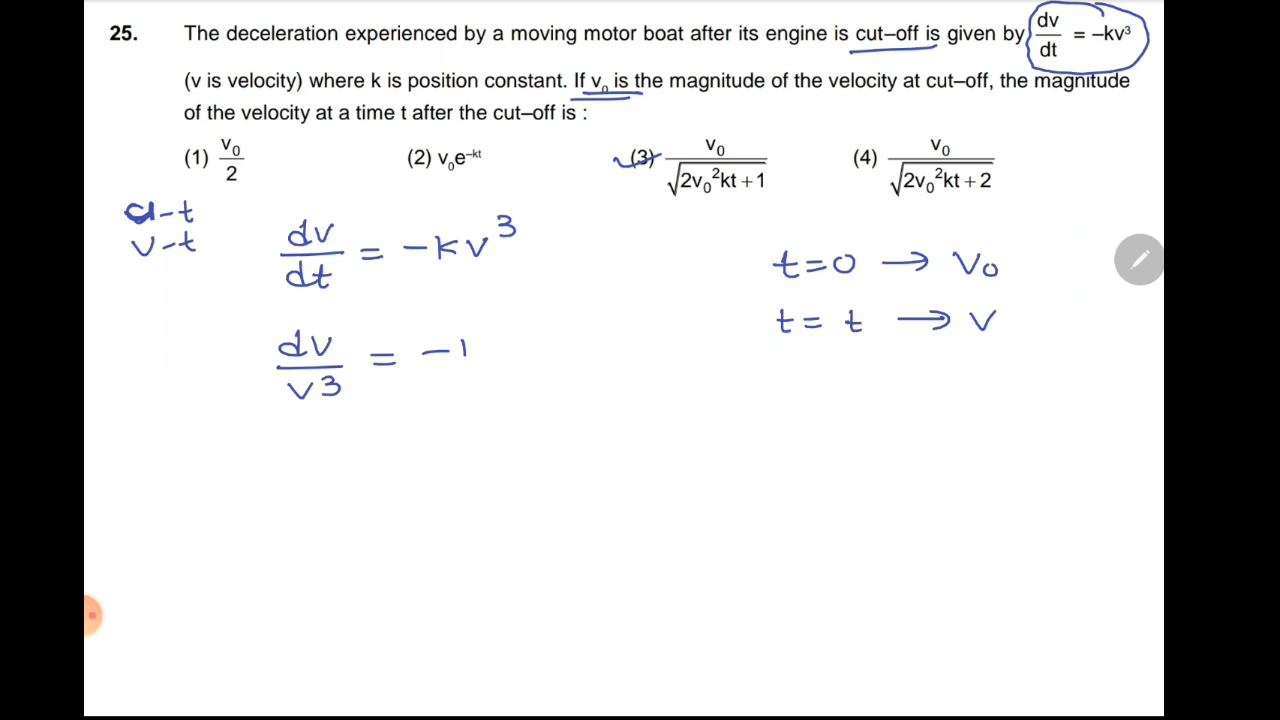 25. The deceleration experienced by a moving motor boat after its engine is cut–off is given by dv/dt = –kv³
(v is velocity) where k is position constant. If v₀ is the magnitude of the velocity at cut–off, the magnitude
of the velocity at a time t after the cut–off is :
(1) v₀/2 (2) v₀e⁻ᵏᵗ (3) v₀/√(2v₀²kt + 1) (4) v₀/√(2v₀²kt + 2)
a-t
v-t
dv/dt = -kv³
t=0 → v₀
t= t → v
dv/v3 = -1